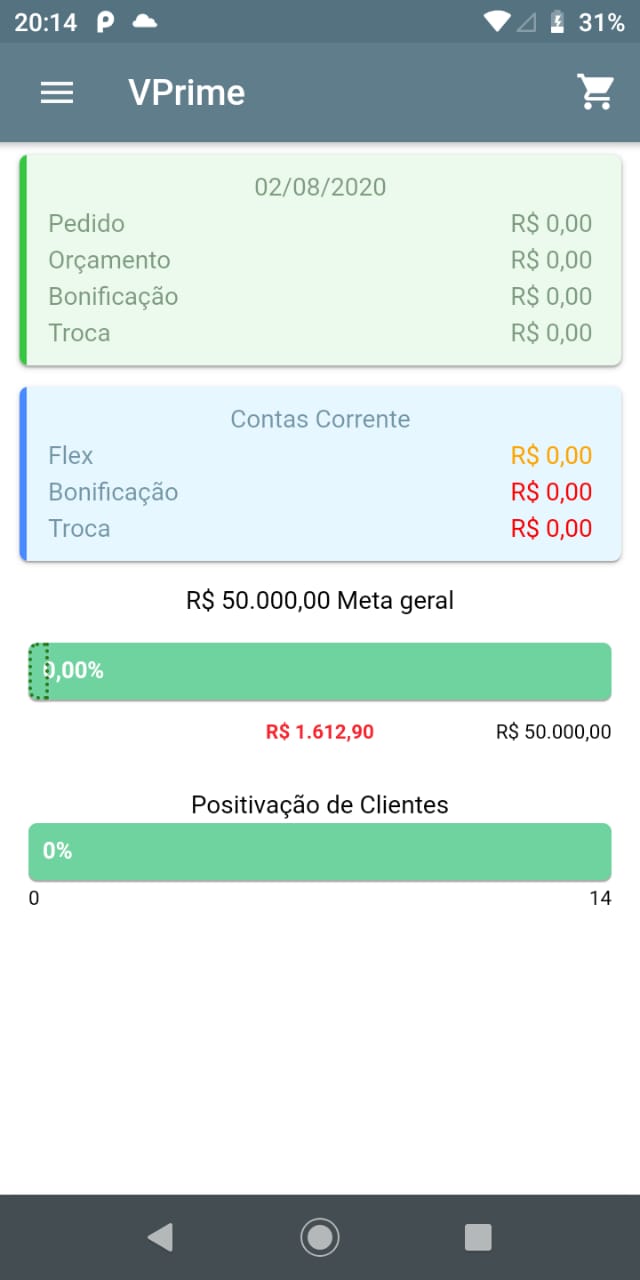 20:14 31%
VPrime
02/08/2020
Pedido R$ 0,00
Orçamento R$ 0,00
Bonificação R$ 0,00
Troca R$ 0,00
Contas Corrente
Flex R$ 0,00
Bonificação R$ 0,00
Troca R$ 0,00
R$ 50.000,00 Meta geral
0,00%
R$ 1.612,90 R$ 50.000,00
Positivação de Clientes
0%
0 14